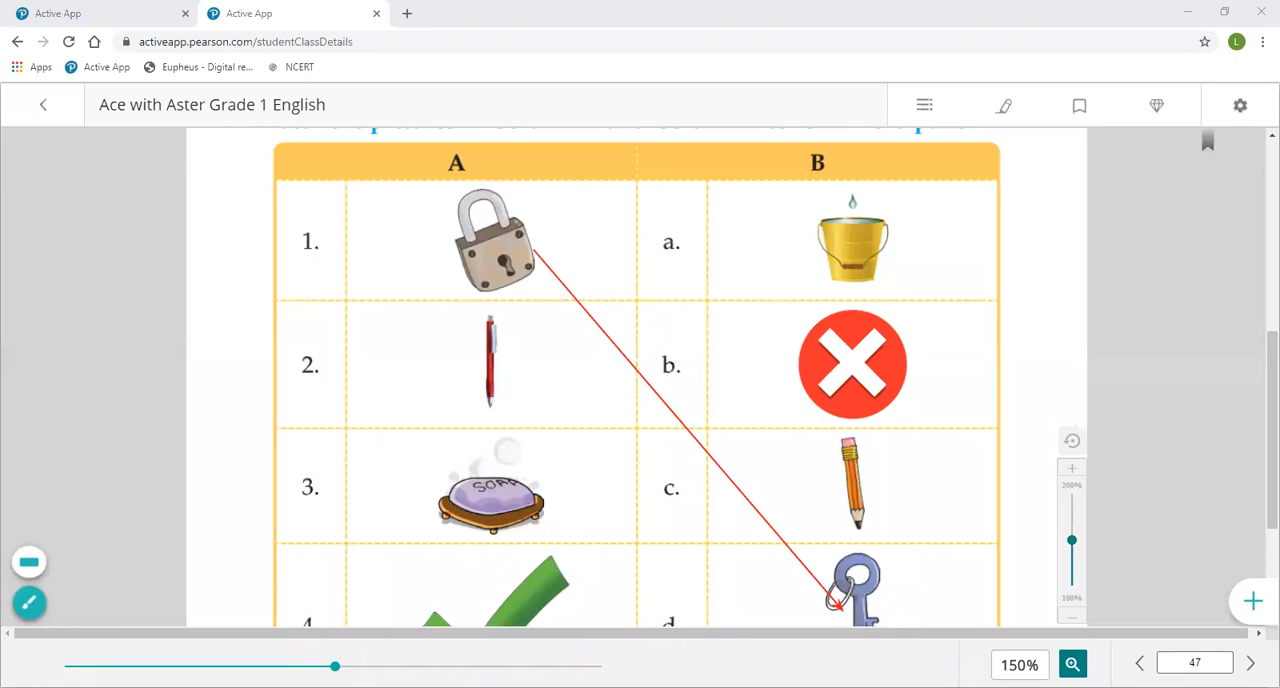 Active App
Active App
activeapp.pearson.com/studentClassDetails
L
Apps
Active App
Eupheus - Digital re...
NCERT
Ace with Aster Grade 1 English
A
B
1.
a.
2.
b.
SOAP
3.
c.
200%
100%
4.
d.
150%
47